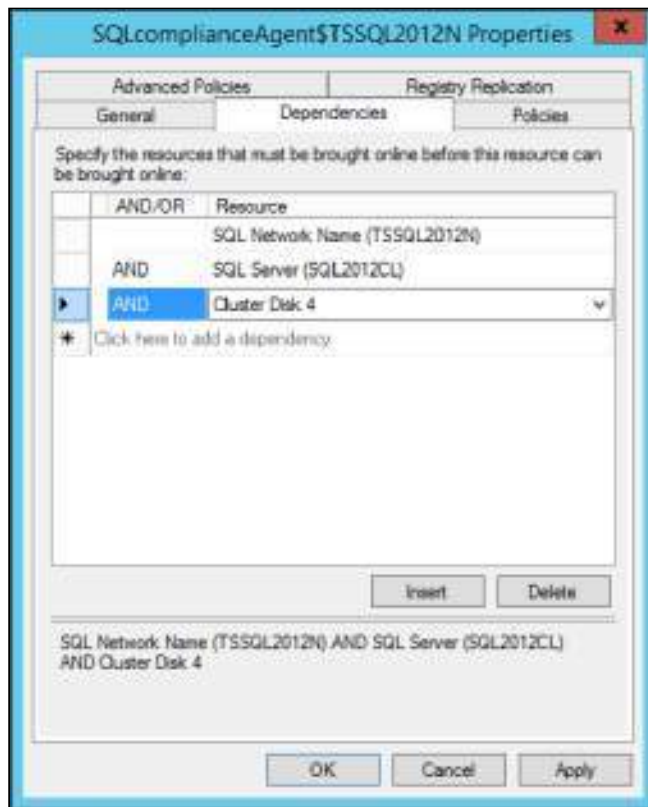 SQLcomplianceAgent$TSSQL2012N Properties
x
Advanced Policies Registry Replication
General Dependencies Policies
Specify the resources that must be brought online before this resource can
be brought online:
AND/OR Resource
SQL Network Name (TSSQL2012N)
AND SQL Server (SQL2012CL)
AND Cluster Disk 4
Click here to add a dependency
Insert Delete
SQL Network Name (TSSQL2012N) AND SQL Server (SQL2012CL)
AND Cluster Disk 4
OK Cancel Apply